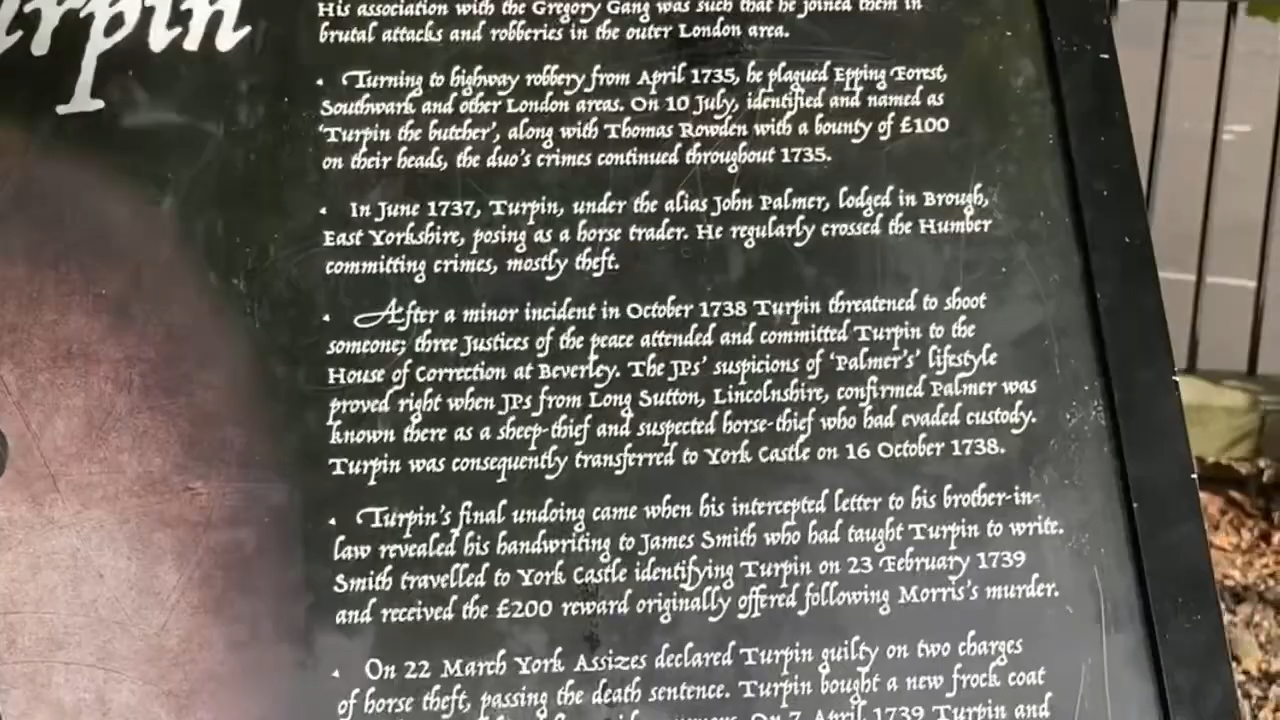 urpin
His association with the Gregory Gang was such that he joined them in
brutal attacks and robberies in the outer London area.
• Turning to highway robbery from April 1735, he plagued Epping Forest,
Southwark and other London areas. On 10 July, identified and named as
'Turpin the butcher', along with Thomas Rowden with a bounty of £100
on their heads, the duo's crimes continued throughout 1735.
• In June 1737, Turpin, under the alias John Palmer, lodged in Brough,
East Yorkshire, posing as a horse trader. He regularly crossed the Humber
committing crimes, mostly theft.
• After a minor incident in October 1738 Turpin threatened to shoot
someone; three Justices of the peace attended and committed Turpin to the
House of Correction at Beverley. The JPs' suspicions of 'Palmer's' lifestyle
proved right when JPs from Long Sutton, Lincolnshire, confirmed Palmer was
known there as a sheep-thief and suspected horse-thief who had evaded custody.
Turpin was consequently transferred to York Castle on 16 October 1738.
• Turpin's final undoing came when his intercepted letter to his brother-in-
law revealed his handwriting to James Smith who had taught Turpin to write.
Smith travelled to York Castle identifying Turpin on 23 February 1739
and received the £200 reward originally offered following Morris's murder.
• On 22 March York Assizes declared Turpin guilty on two charges
of horse theft, passing the death sentence. Turpin bought a new frock coat
On 7 April 1739 Turpin and